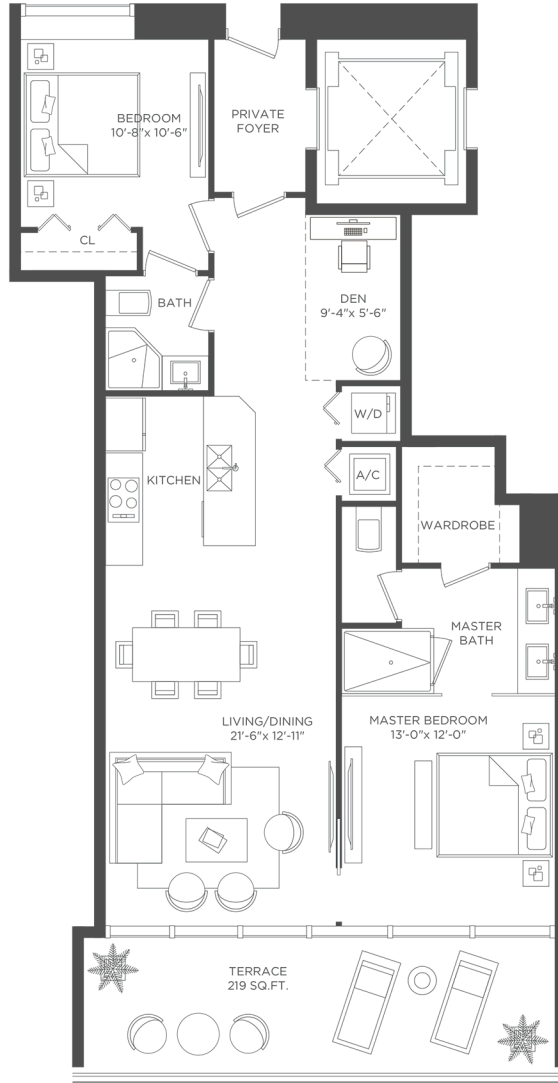 BEDROOM
10'-8"x 10'-6"
PRIVATE
FOYER
CL
BATH
DEN
9'-4"x 5'-6"
W/D
KITCHEN
A/C
WARDROBE
MASTER
BATH
LIVING/DINING
21'-6"x 12'-11"
MASTER BEDROOM
13'-0"x 12'-0"
TERRACE
219 SQ.FT.